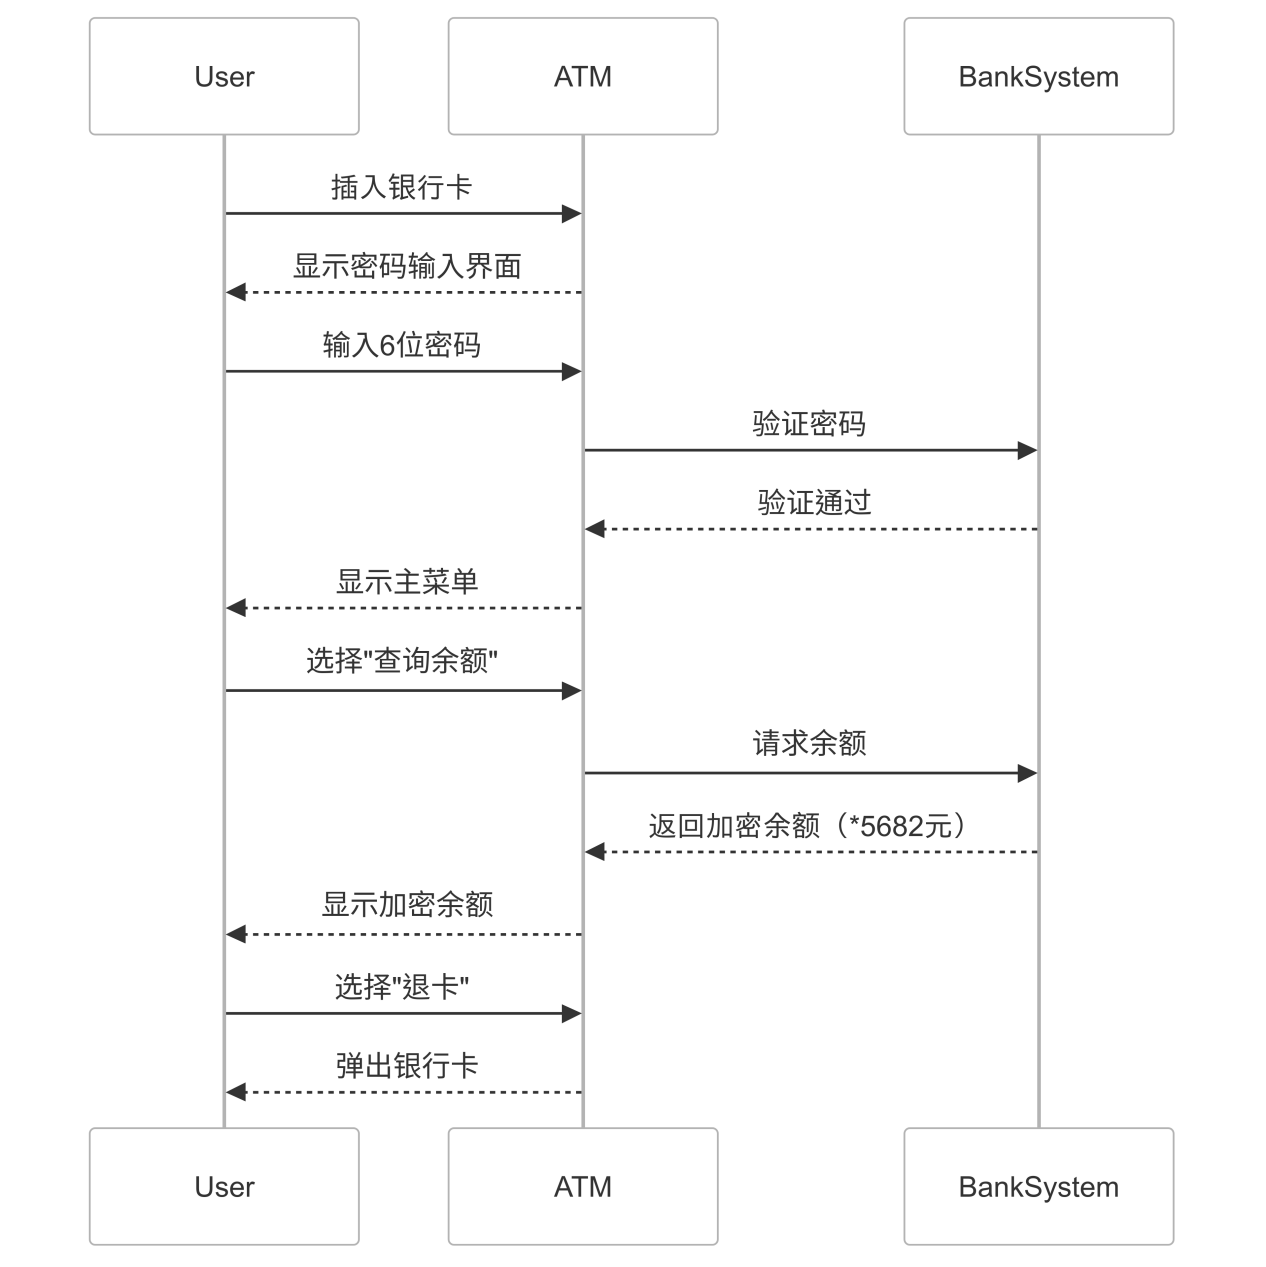 User
ATM
BankSystem
插入银行卡
显示密码输入界面
输入6位密码
验证密码
验证通过
显示主菜单
选择"查询余额"
请求余额
返回加密余额（*5682元）
显示加密余额
选择"退卡"
弹出银行卡
User
ATM
BankSystem